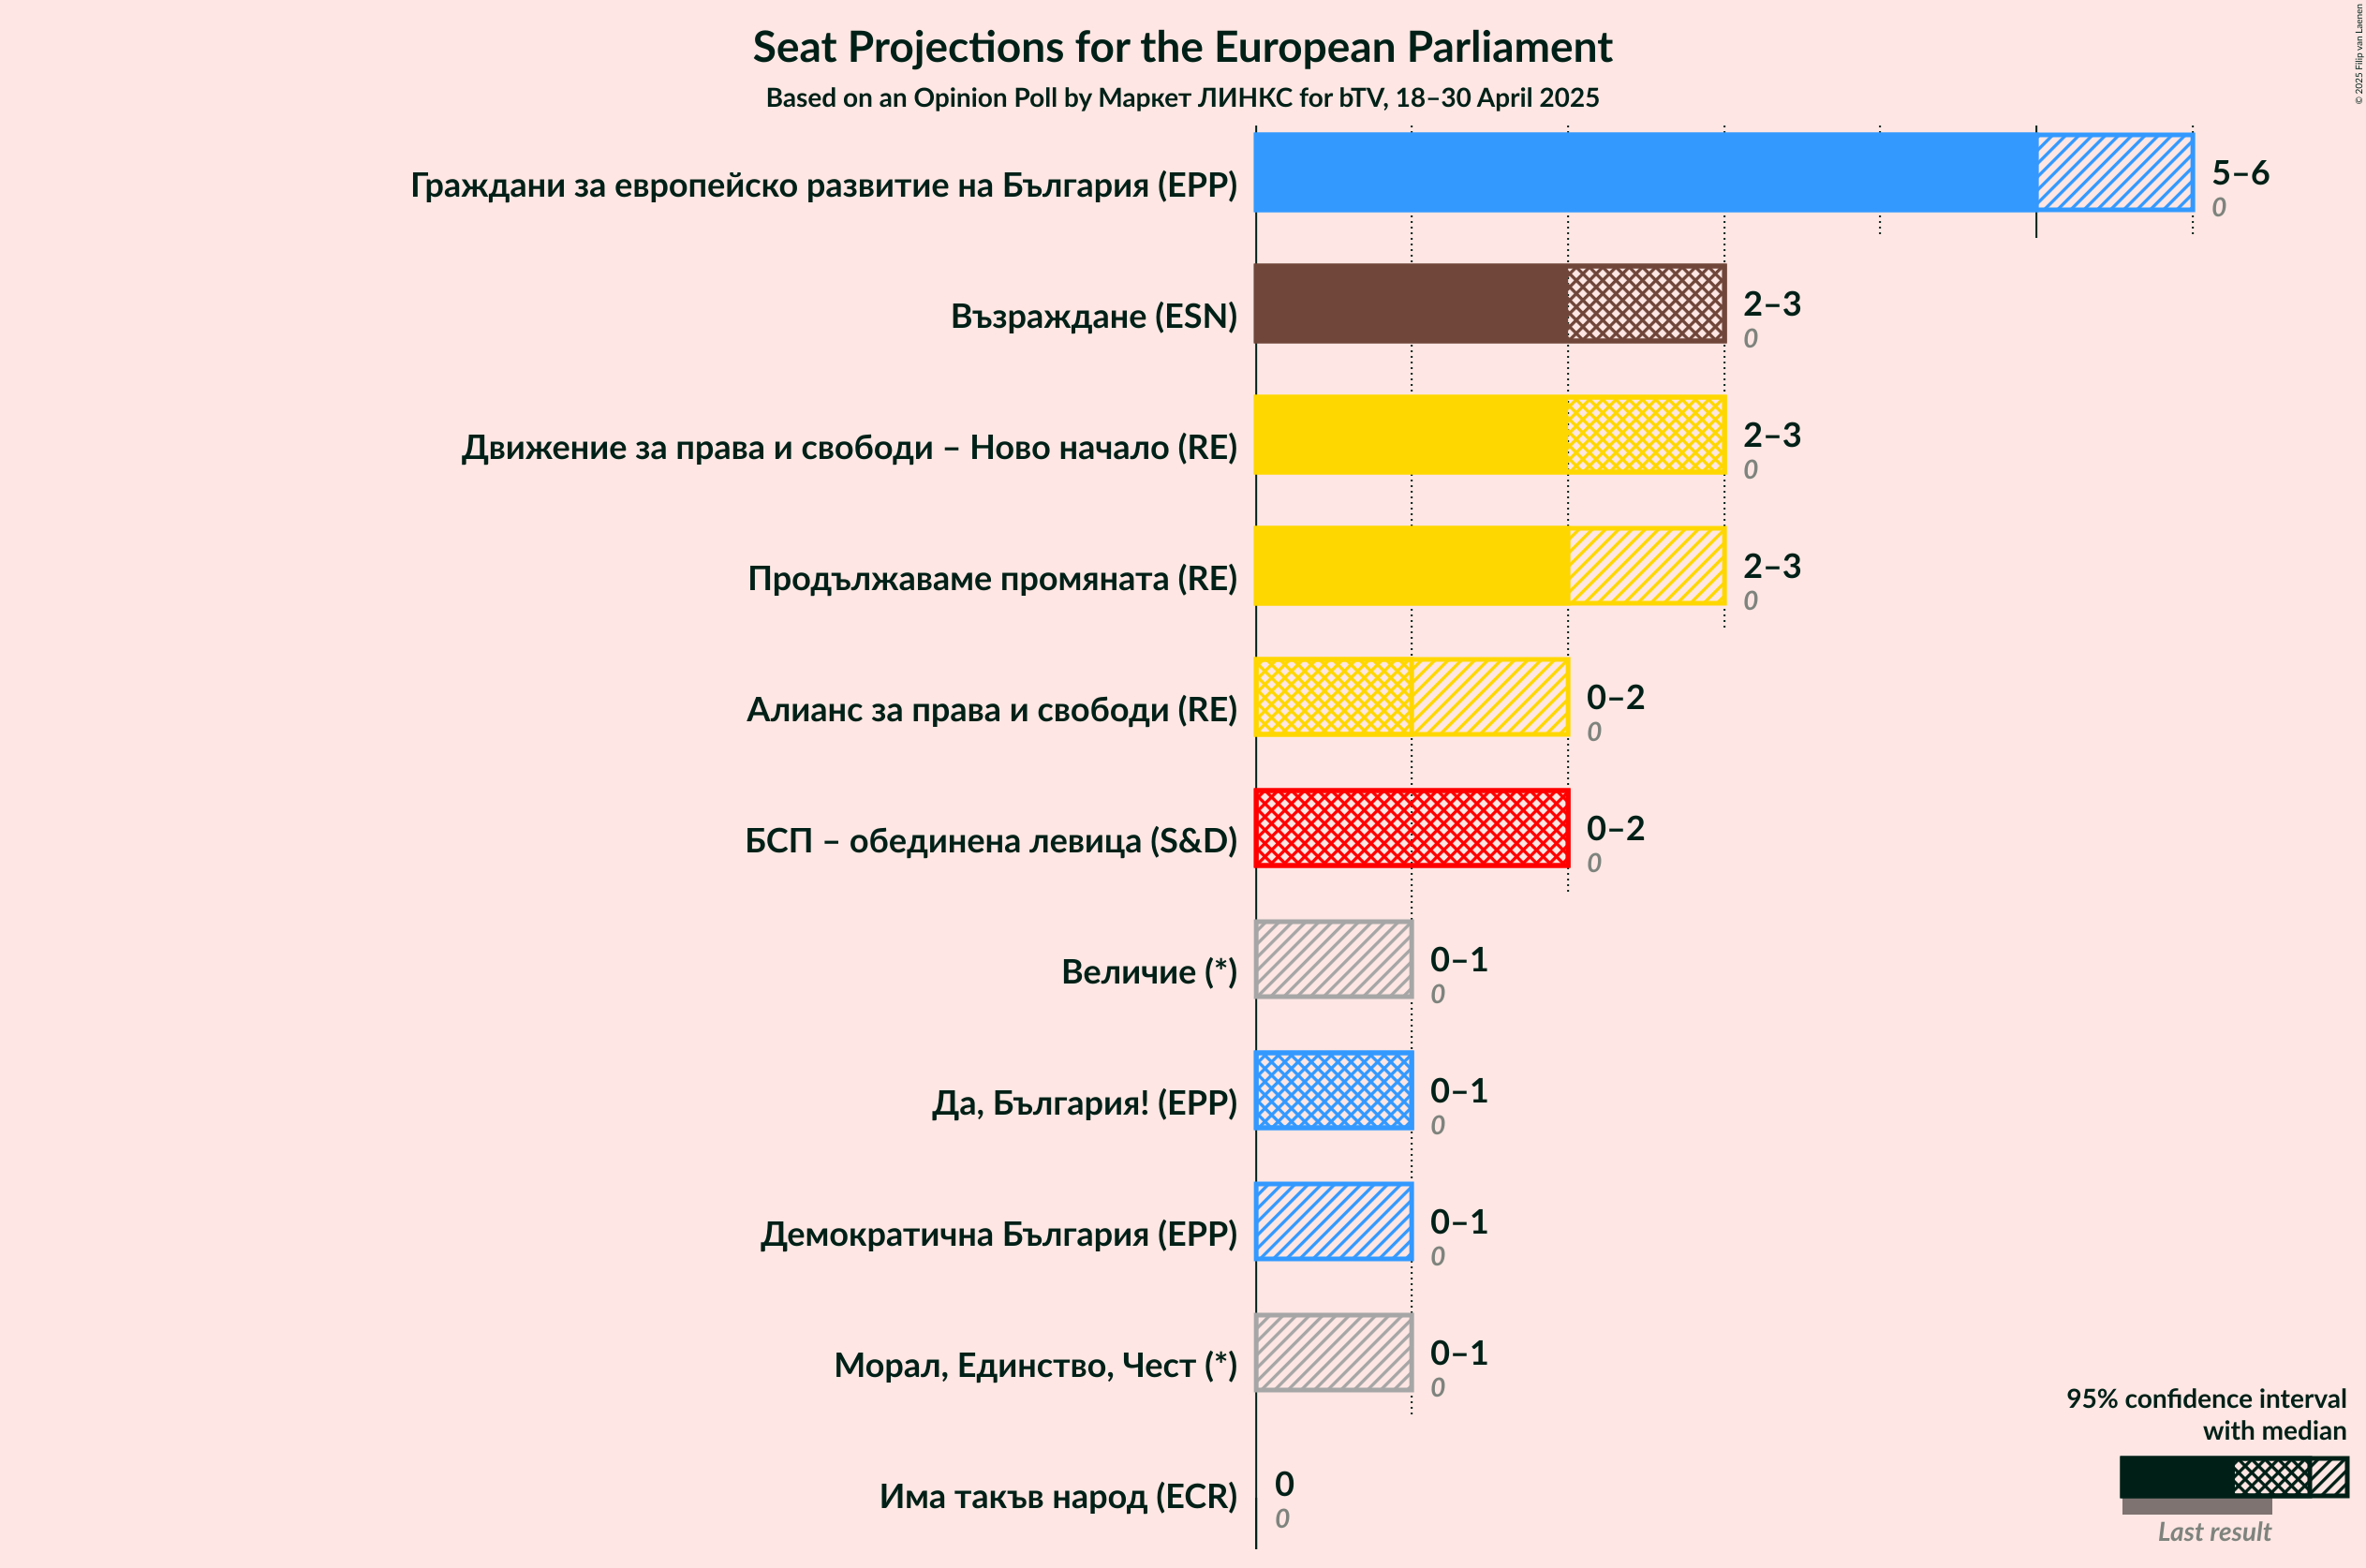 Seat Projections for the European Parliament
Based on an Opinion Poll by Маркет ЛИНКС for bTV, 18–30 April 2025
© 2025 Filip van Laenen
Граждани за европейско развитие на България (EPP)
5–6
0
Възраждане (ESN)
2–3
0
Движение за права и свободи – Ново начало (RE)
2–3
0
Продължаваме промяната (RE)
2–3
0
Алианс за права и свободи (RE)
0–2
0
БСП – обединена левица (S&D)
0–2
0
Величие (*)
0–1
0
Да, България! (EPP)
0–1
0
Демократична България (EPP)
0–1
0
Морал, Единство, Чест (*)
0–1
0
Има такъв народ (ECR)
0
0
95% confidence interval
with median
Last result